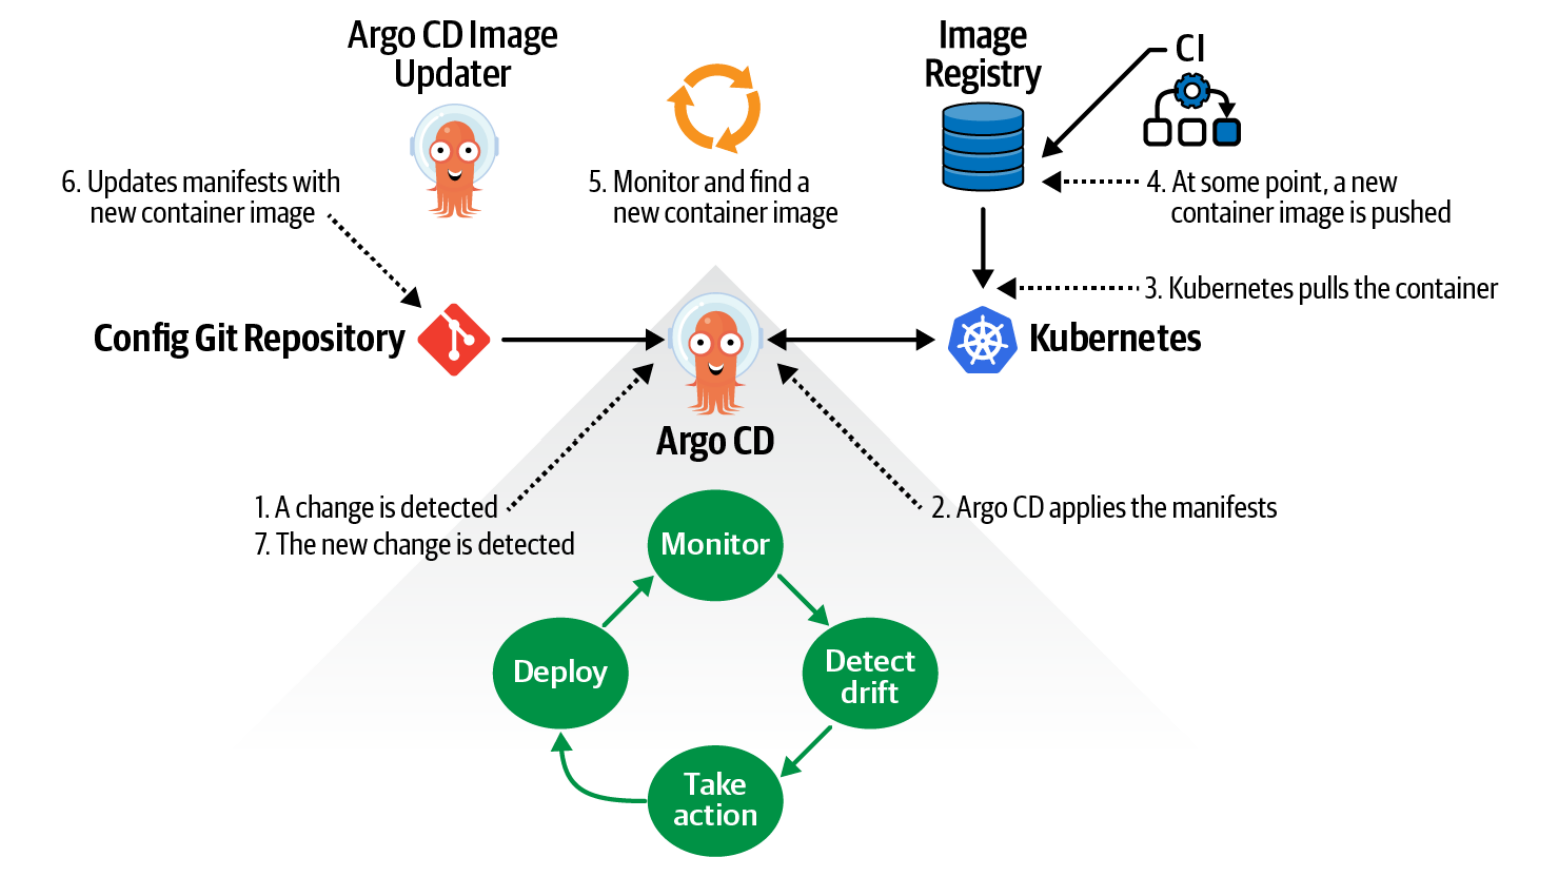 Argo CD Image
Updater
Image
Registry
CI
6. Updates manifests with
new container image
5. Monitor and find a
new container image
4. At some point, a new
container image is pushed
3. Kubernetes pulls the container
Config Git Repository
Kubernetes
Argo CD
1. A change is detected
7. The new change is detected
2. Argo CD applies the manifests
Monitor
Deploy
Detect
drift
Take
action